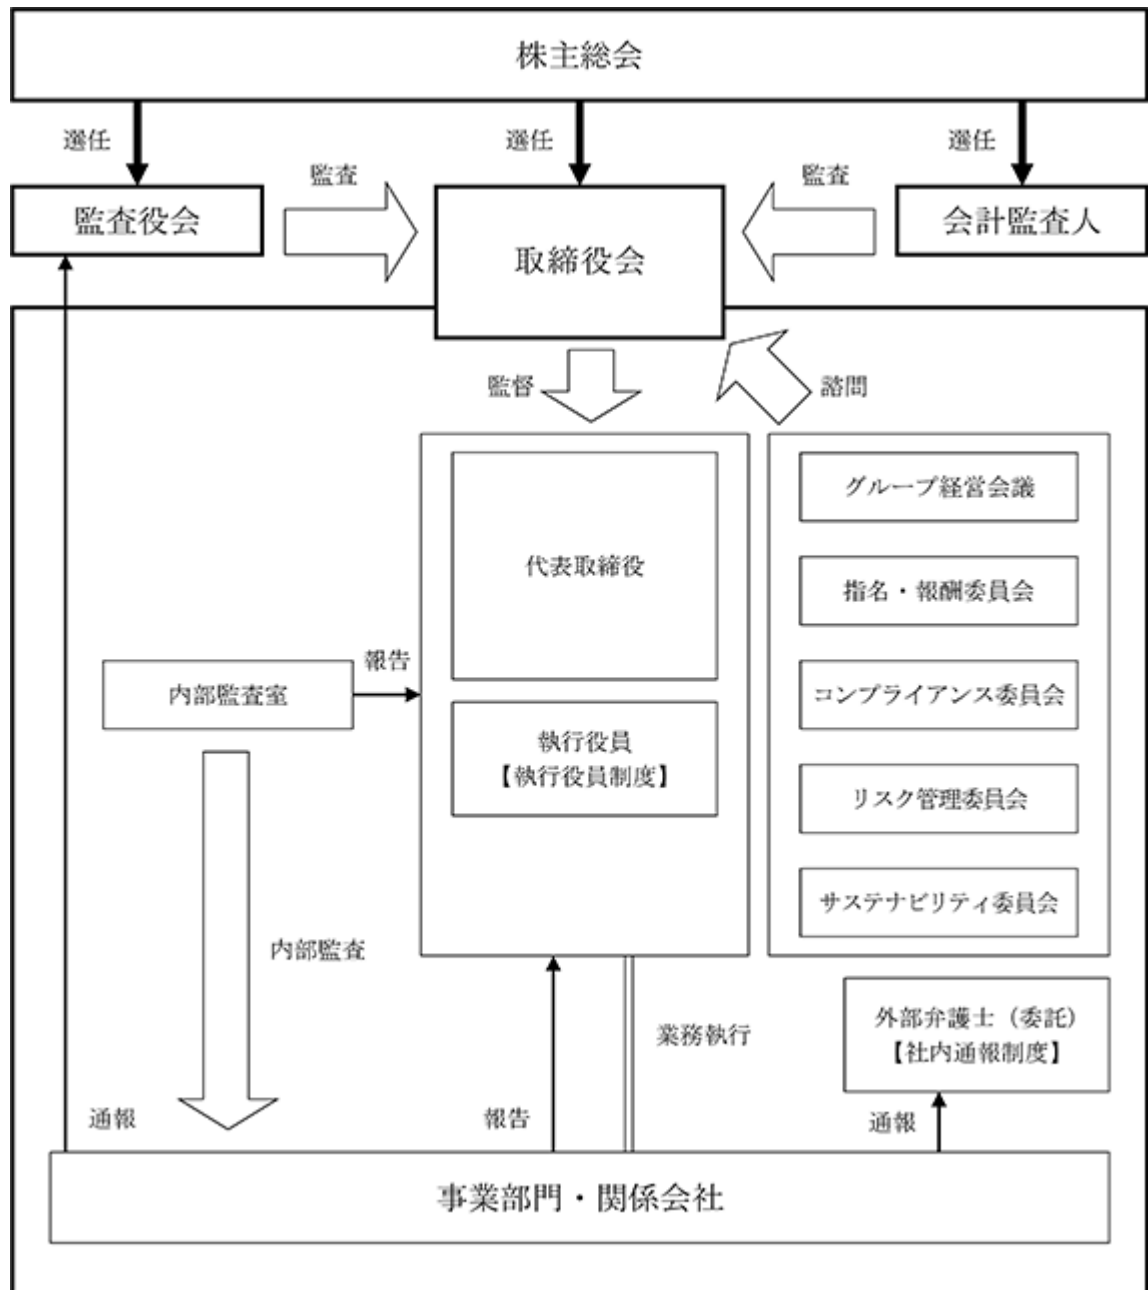 株主総会
選任
選任
選任
監査
監査
監査役会
取締役会
会計監査人
監督
諮問
グループ経営会議
代表取締役
指名・報酬委員会
報告
内部監査室
コンプライアンス委員会
執行役員
【執行役員制度】
リスク管理委員会
サステナビリティ委員会
内部監査
業務執行
外部弁護士（委託）
【社内通報制度】
通報
報告
通報
事業部門・関係会社